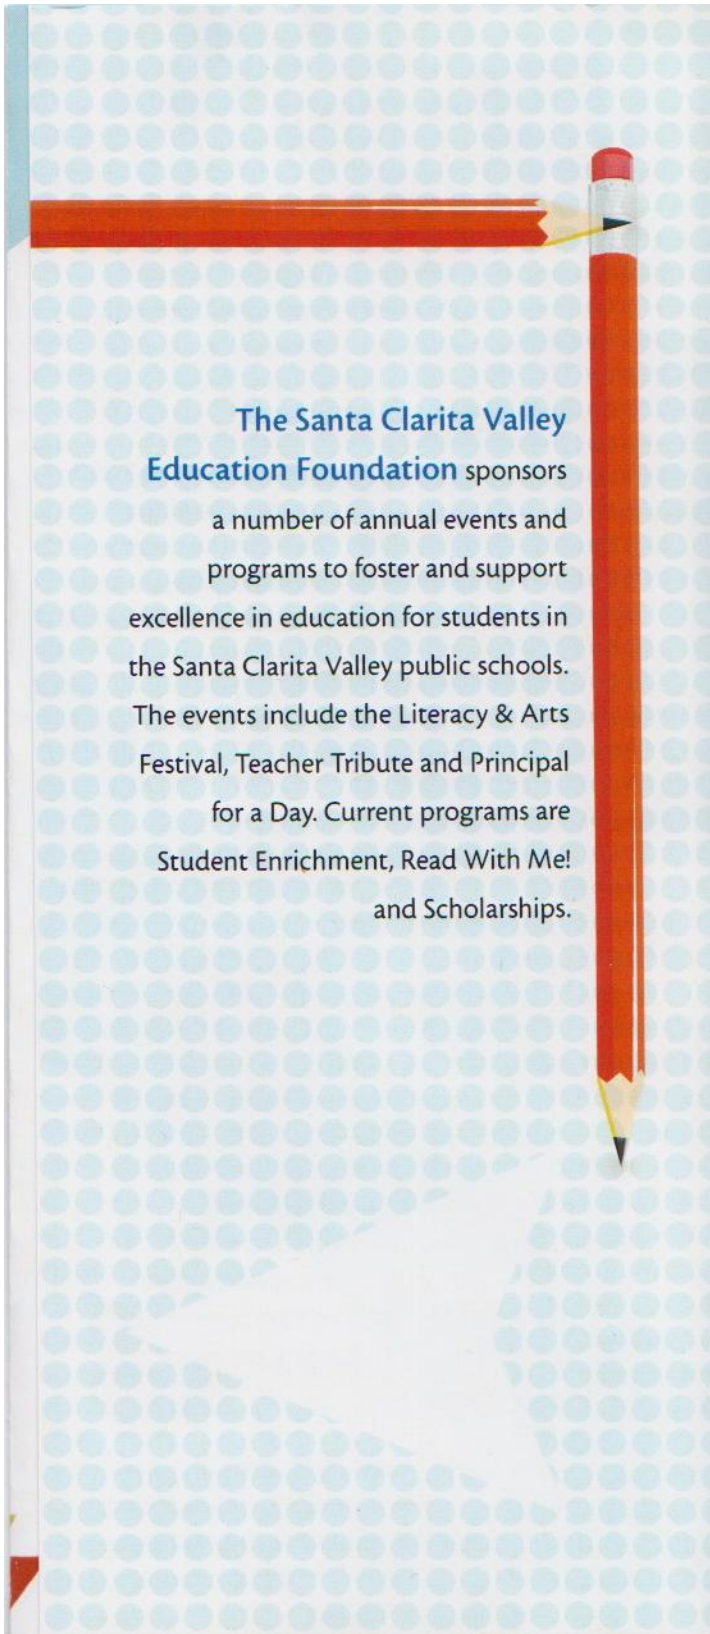 The Santa Clarita Valley
Education Foundation sponsors
a number of annual events and
programs to foster and support
excellence in education for students in
the Santa Clarita Valley public schools.
The events include the Literacy & Arts
Festival, Teacher Tribute and Principal
for a Day. Current programs are
Student Enrichment, Read With Me!
and Scholarships.